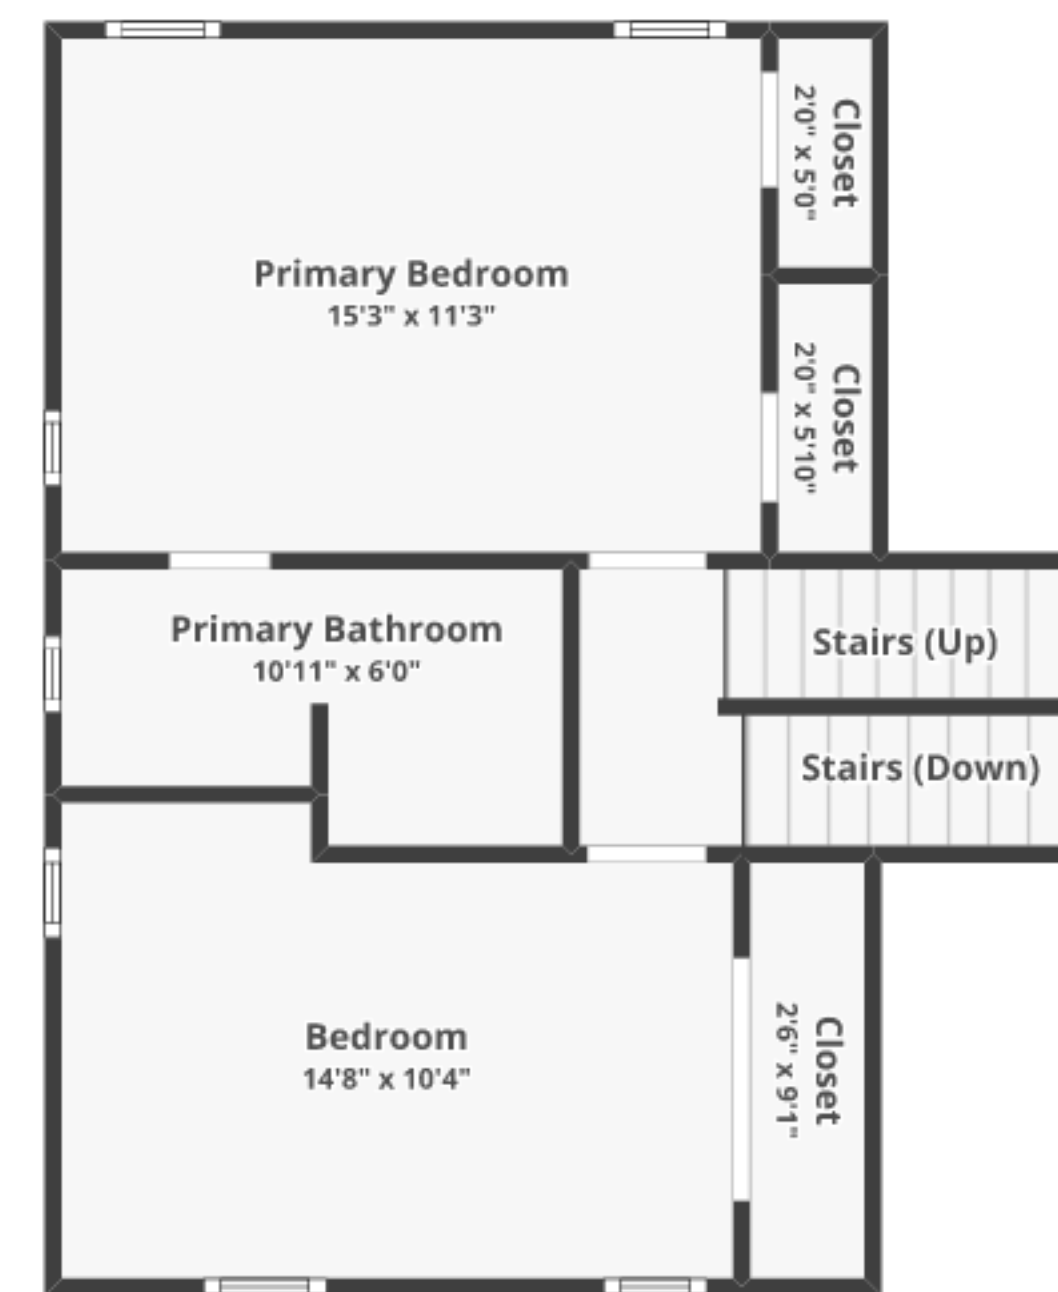 Closet
2'0" x 5'0"
Primary Bedroom
15'3" x 11'3"
Closet
2'0" x 5'10"
Primary Bathroom
10'11" x 6'0"
Stairs (Up)
Stairs (Down)
Bedroom
14'8" x 10'4"
Closet
2'6" x 9'1"